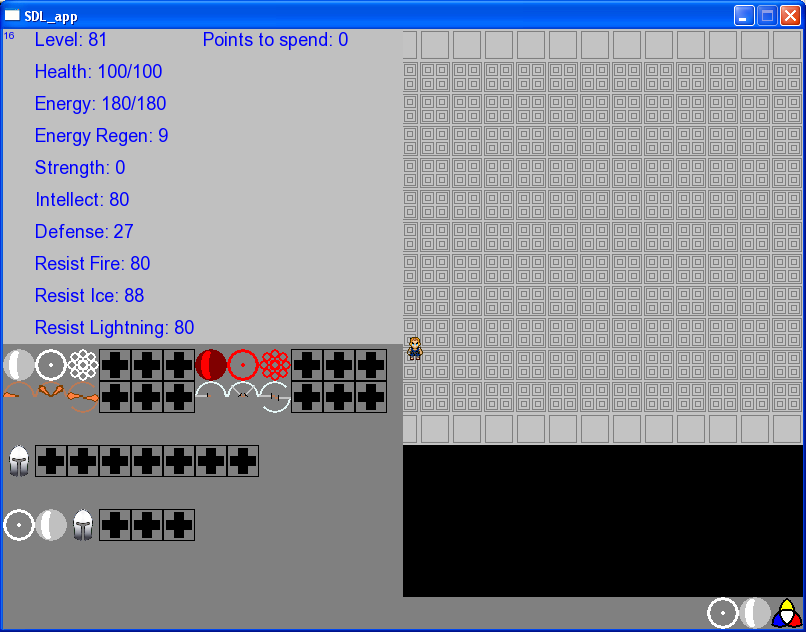 SDL_app
16
Level: 81 Points to spend: 0
Health: 100/100
Energy: 180/180
Energy Regen: 9
Strength: 0
Intellect: 80
Defense: 27
Resist Fire: 80
Resist Ice: 88
Resist Lightning: 80